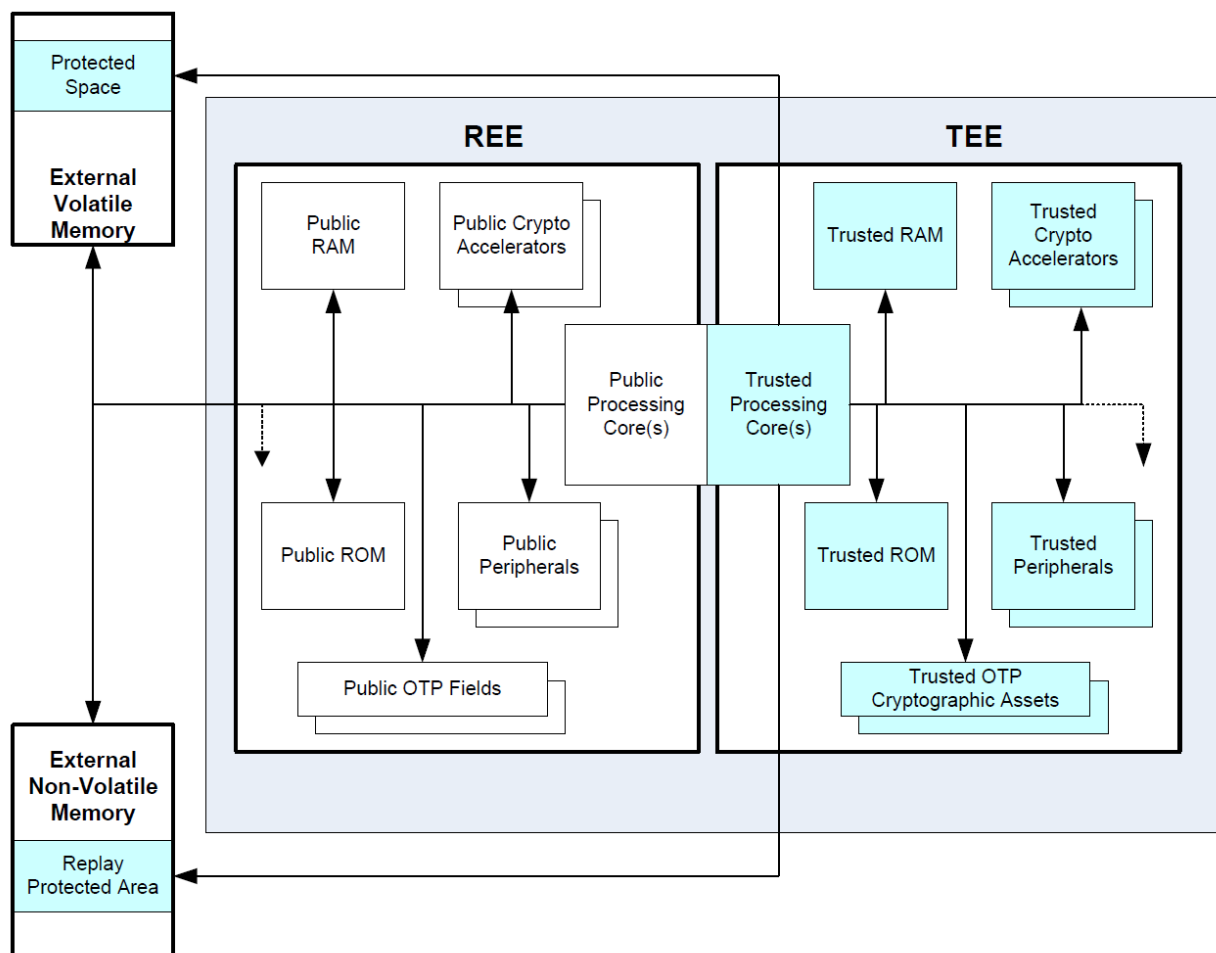 Protected
Space
External
Volatile
Memory
REE
TEE
Public
RAM
Public Crypto
Accelerators
Trusted RAM
Trusted
Crypto
Accelerators
Public
Processing
Core(s)
Trusted
Processing
Core(s)
Public ROM
Public
Peripherals
Trusted ROM
Trusted
Peripherals
Public OTP Fields
Trusted OTP
Cryptographic Assets
External
Non-Volatile
Memory
Replay
Protected Area